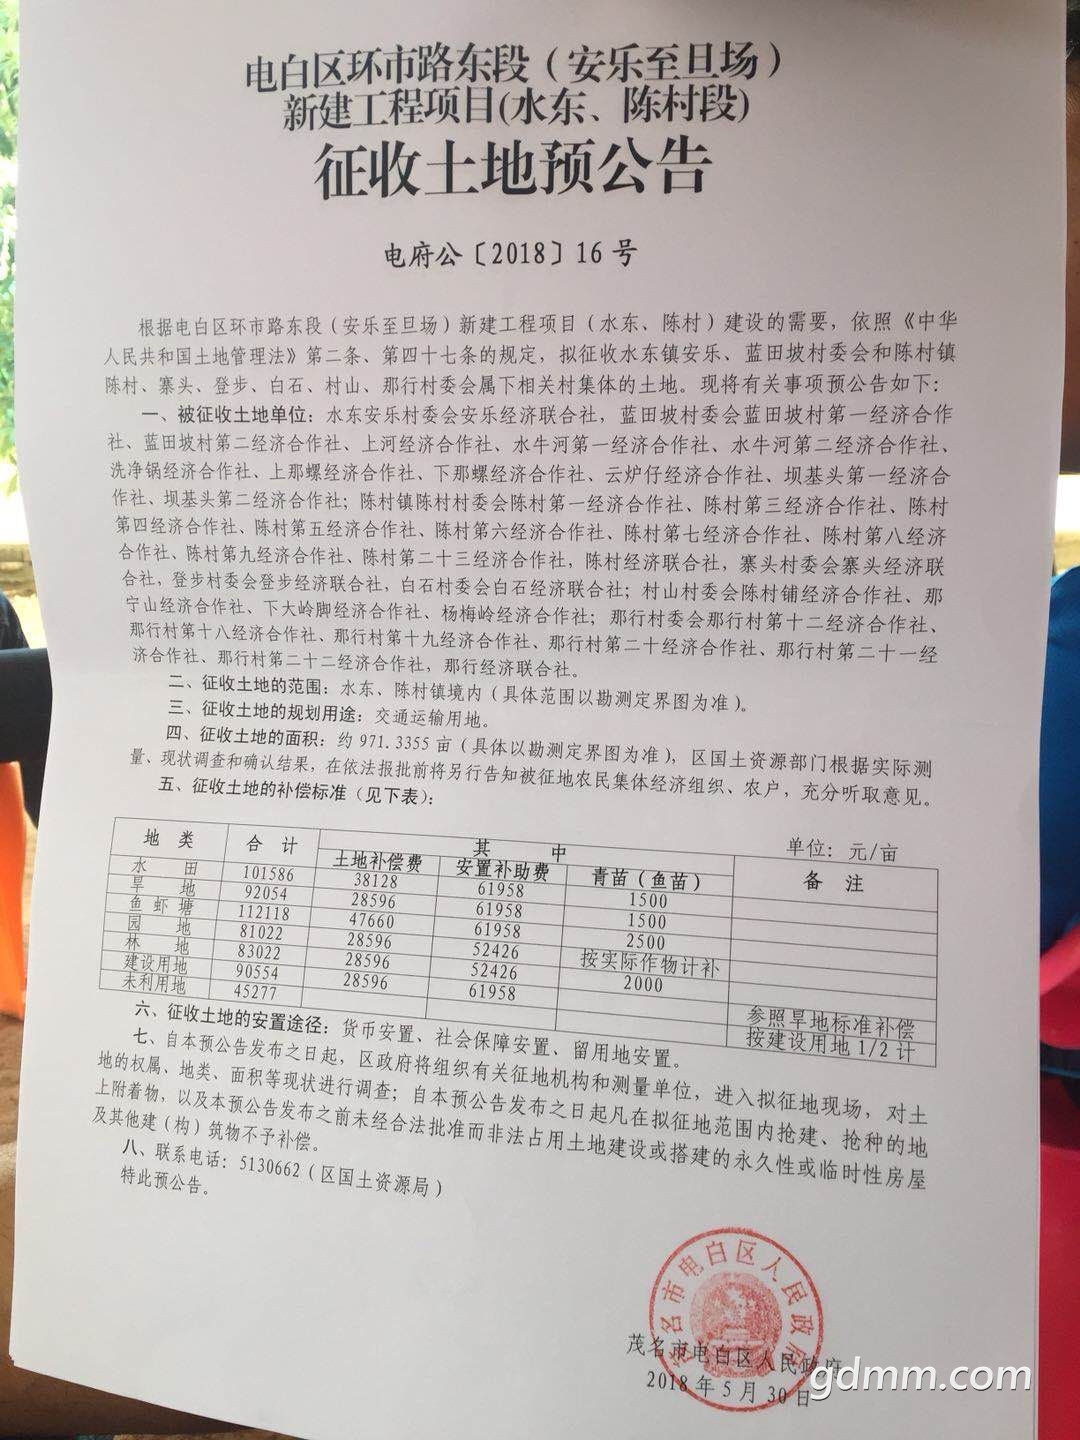 电白区环市路东段（安乐至旦场）
新建工程项目(水东、陈村段)
征收土地预公告
电府公〔2018〕16号
根据电白区环市路东段（安乐至旦场）新建工程项目（水东、陈村）建设的需要，依照《中华
人民共和国土地管理法》第二条、第四十七条的规定，拟征收水东镇安乐、蓝田坡村委会和陈村镇
陈村、寨头、登步、白石、村山、那行村委会属下相关村集体的土地。现将有关事项预公告如下：
一、被征收土地单位：水东安乐村委会安乐经济联合社，蓝田坡村委会蓝田坡村第一经济合作
社、蓝田坡村第二经济合作社、上河经济合作社、水牛河第一经济合作社、水牛河第二经济合作社、
洗净锅经济合作社、上那螺经济合作社、下那螺经济合作社、云炉仔经济合作社、坝基头第一经济合
作社、坝基头第二经济合作社；陈村镇陈村村委会陈村第一经济合作社、陈村第三经济合作社、陈村
第四经济合作社、陈村第五经济合作社、陈村第六经济合作社、陈村第七经济合作社、陈村第八经济
合作社、陈村第九经济合作社、陈村第二十三经济合作社，陈村经济联合社，寨头村委会寨头经济联
合社，登步村委会登步经济联合社，白石村委会白石经济联合社；村山村委会陈村铺经济合作社、那
宁山经济合作社、下大岭脚经济合作社、杨梅岭经济合作社；那行村委会那行村第十二经济合作社、
那行村第十八经济合作社、那行村第十九经济合作社、那行村第二十经济合作社、那行村第二十一经
济合作社、那行村第二十二经济合作社，那行经济联合社。
二、征收土地的范围：水东、陈村镇境内（具体范围以勘测定界图为准）。
三、征收土地的规划用途：交通运输用地。
四、征收土地的面积：约971.3355亩（具体以勘测定界图为准），区国土资源部门根据实际测
量、现状调查和确认结果，在依法报批前将另行告知被征地农民集体经济组织、农户，充分听取意见。
五、征收土地的补偿标准（见下表）：
单位：元/亩
地类 合计 其中 备注
土地补偿费 安置补助费 青苗（鱼苗）
水田 101586 38128 61958 1500
旱地 92054 28596 61958 1500
鱼虾塘 112118 47660 61958 2500
园地 81022 28596 52426 按实际作物计补
林地 83022 28596 52426 2000
建设用地 90554 28596 61958 参照旱地标准补偿
未利用地 45277 按建设用地1/2计
六、征收土地的安置途径：货币安置、社会保障安置、留用地安置。
七、自本预公告发布之日起，区政府将组织有关征地机构和测量单位，进入拟征地现场，对土
地的权属、地类、面积等现状进行调查；自本预公告发布之日起凡在拟征地范围内抢建、抢种的地
上附着物，以及本预公告发布之前未经合法批准而非法占用土地建设或搭建的永久性或临时性房屋
及其他建（构）筑物不予补偿。
八、联系电话：5130662（区国土资源局）
特此预公告。
茂名市电白区人民政府
茂名市电白区人民政府
2018年5月30日
gdmm.com